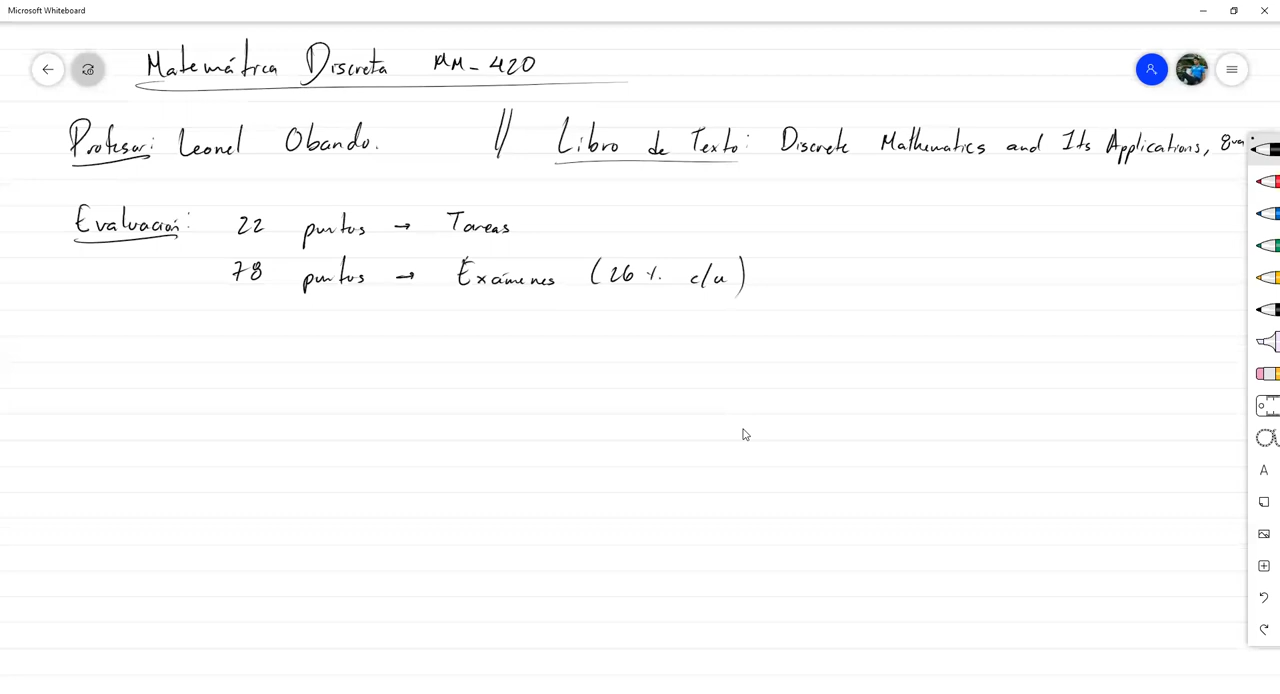 Microsoft Whiteboard
Matemática Discreta MM-420
Profesor: Leonel Obando. // Libro de Texto: Discrete Mathematics and Its Applications, 8va
Evaluación: 22 puntos → Tareas
78 puntos → Exámenes (26% c/u)
A